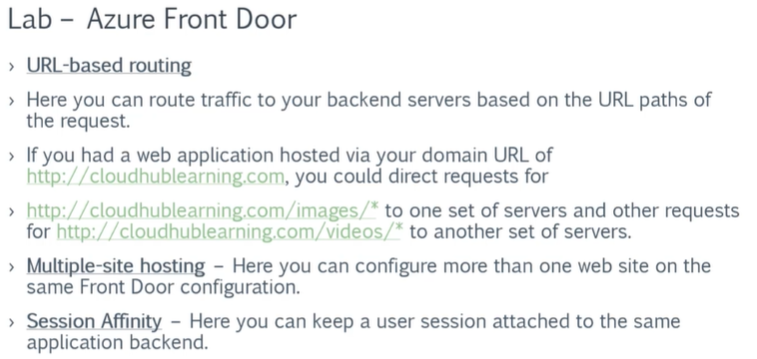 Lab – Azure Front Door
› URL-based routing
› Here you can route traffic to your backend servers based on the URL paths of
the request.
› If you had a web application hosted via your domain URL of
http://cloudhublearning.com, you could direct requests for
› http://cloudhublearning.com/images/* to one set of servers and other requests
for http://cloudhublearning.com/videos/* to another set of servers.
› Multiple-site hosting – Here you can configure more than one web site on the
same Front Door configuration.
› Session Affinity – Here you can keep a user session attached to the same
application backend.